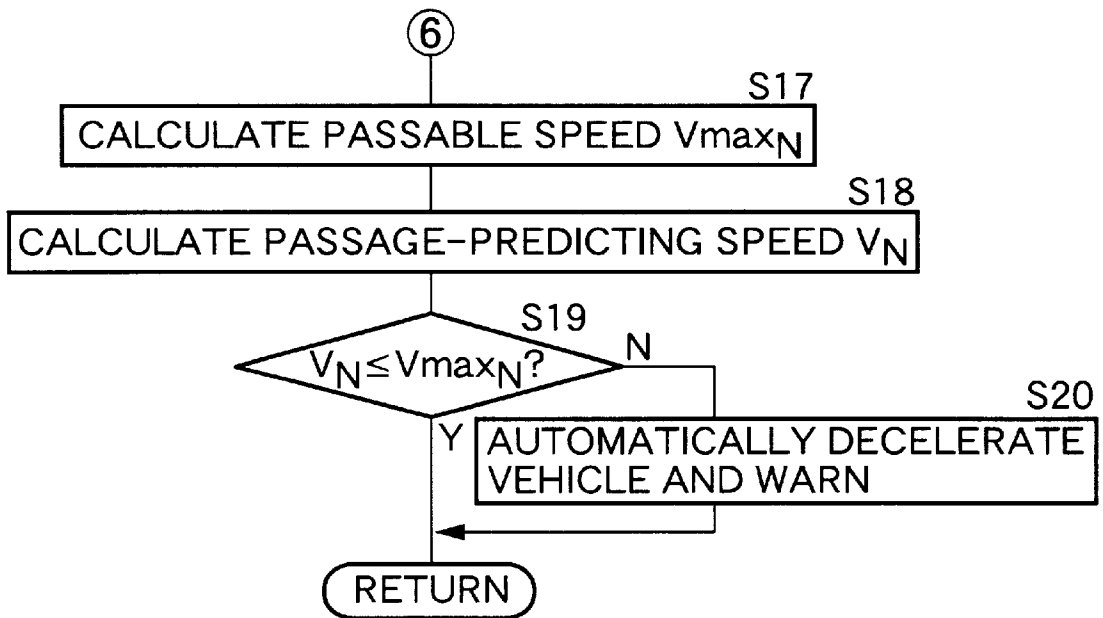 6
S17
CALCULATE PASSABLE SPEED VmaxN
S18
CALCULATE PASSAGE-PREDICTING SPEED VN
S19
VN≤VmaxN?
N
S20
Y
AUTOMATICALLY DECELERATE
VEHICLE AND WARN
RETURN